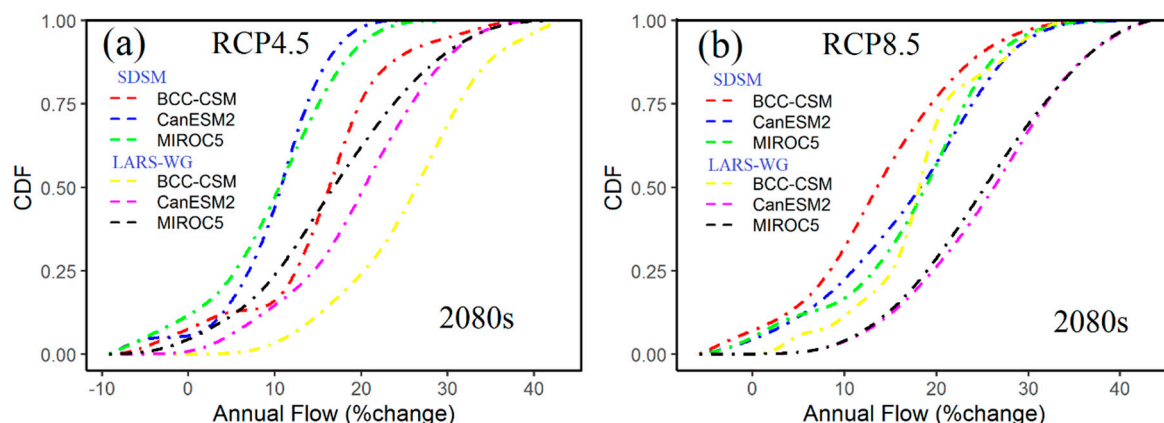 (a)
RCP4.5
SDSM
BCC-CSM
CanESM2
MIROC5
LARS-WG
BCC-CSM
CanESM2
MIROC5
2080s
CDF
1.00
0.75
0.50
0.25
0.00
-10
0
10
20
30
40
Annual Flow (%change)
(b)
RCP8.5
SDSM
BCC-CSM
CanESM2
MIROC5
LARS-WG
BCC-CSM
CanESM2
MIROC5
2080s
CDF
1.00
0.75
0.50
0.25
0.00
0
10
20
30
40
Annual Flow (%change)